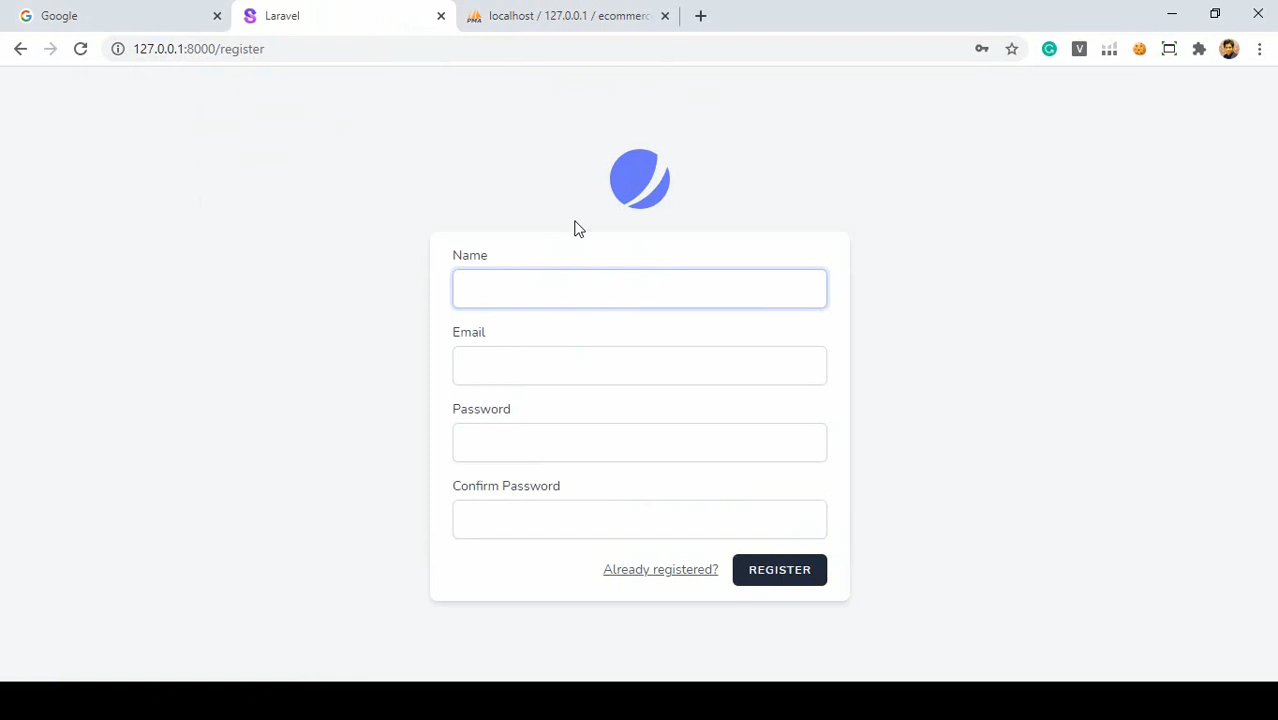 Google
Laravel
localhost / 127.0.0.1 / ecommerc
127.0.0.1:8000/register
Name
Email
Password
Confirm Password
Already registered?
REGISTER